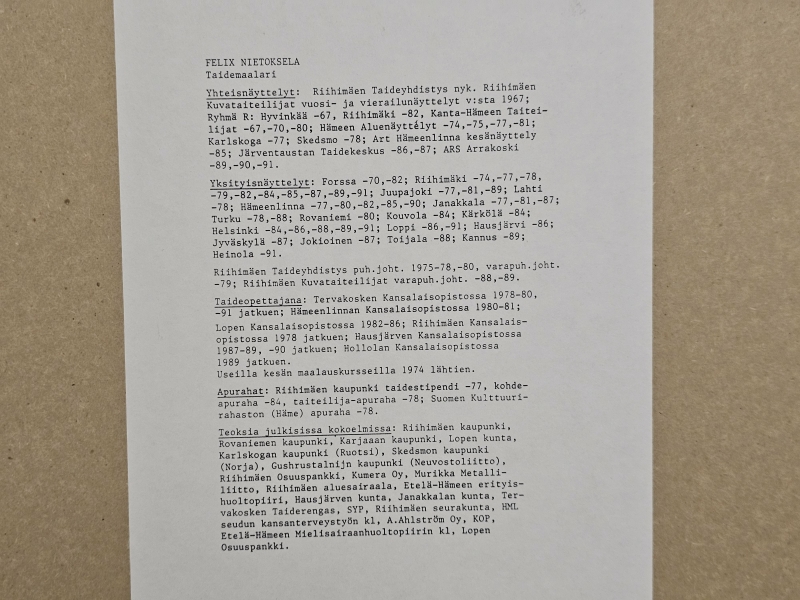 FELIX NIETOKSELA
Taidemaalari
Yhteisnäyttelyt: Riihimäen Taideyhdistys nyk. Riihimäen
Kuvataiteilijat vuosi- ja vierailunäyttelyt v:sta 1967;
Ryhmä R: Hyvinkää -67, Riihimäki -82, Kanta-Hämeen Taitei-
lijat -67,-70,-80; Hämeen Aluenäyttelyt -74,-75,-77,-81;
Karlskoga -77; Skedsmo -78; Art Hämeenlinna kesänäyttely
-85; Järventaustan Taidekeskus -86,-87; ARS Arrakoski
-89,-90,-91.
Yksityisnäyttelyt: Forssa -70,-82; Riihimäki -74,-77,-78,
-79,-82,-84,-85,-87,-89,-91; Juupajoki -77,-81,-89; Lahti
-78; Hämeenlinna -77,-80,-82,-85,-90; Janakkala -77,-81,-87;
Turku -78,-88; Rovaniemi -80; Kouvola -84; Kärkölä -84;
Helsinki -84,-86,-88,-89,-91; Loppi -86,-91; Hausjärvi -86;
Jyväskylä -87; Jokioinen -87; Toijala -88; Kannus -89;
Heinola -91.
Riihimäen Taideyhdistys puh.joht. 1975-78,-80, varapuh.joht.
-79; Riihimäen Kuvataiteilijat varapuh.joht. -88,-89.
Taideopettajana: Tervakosken Kansalaisopistossa 1978-80,
-91 jatkuen; Hämeenlinnan Kansalaisopistossa 1980-81;
Lopen Kansalaisopistossa 1982-86; Riihimäen Kansalais-
opistossa 1978 jatkuen; Hausjärven Kansalaisopistossa
1987-89, -90 jatkuen; Hollolan Kansalaisopistossa
1989 jatkuen.
Useilla kesän maalauskursseilla 1974 lähtien.
Apurahat: Riihimäen kaupunki taidestipendi -77, kohde-
apuraha -84, taiteilija-apuraha -78; Suomen Kulttuuri-
rahaston (Häme) apuraha -78.
Teoksia julkisissa kokoelmissa: Riihimäen kaupunki,
Rovaniemen kaupunki, Karjaaan kaupunki, Lopen kunta,
Karlskogan kaupunki (Ruotsi), Skedsmon kaupunki
(Norja), Gushrustalnijn kaupunki (Neuvostoliitto),
Riihimäen Osuuspankki, Kumera Oy, Murikka Metalli-
liitto, Riihimäen aluesairaala, Etelä-Hämeen erityis-
huoltopiiri, Hausjärven kunta, Janakkalan kunta, Ter-
vakosken Taiderengas, SYP, Riihimäen seurakunta, HML
seudun kansanterveystyön kl, A.Ahlström Oy, KOP,
Etelä-Hämeen Mielisairaanhuoltopiirin kl, Lopen
Osuuspankki.